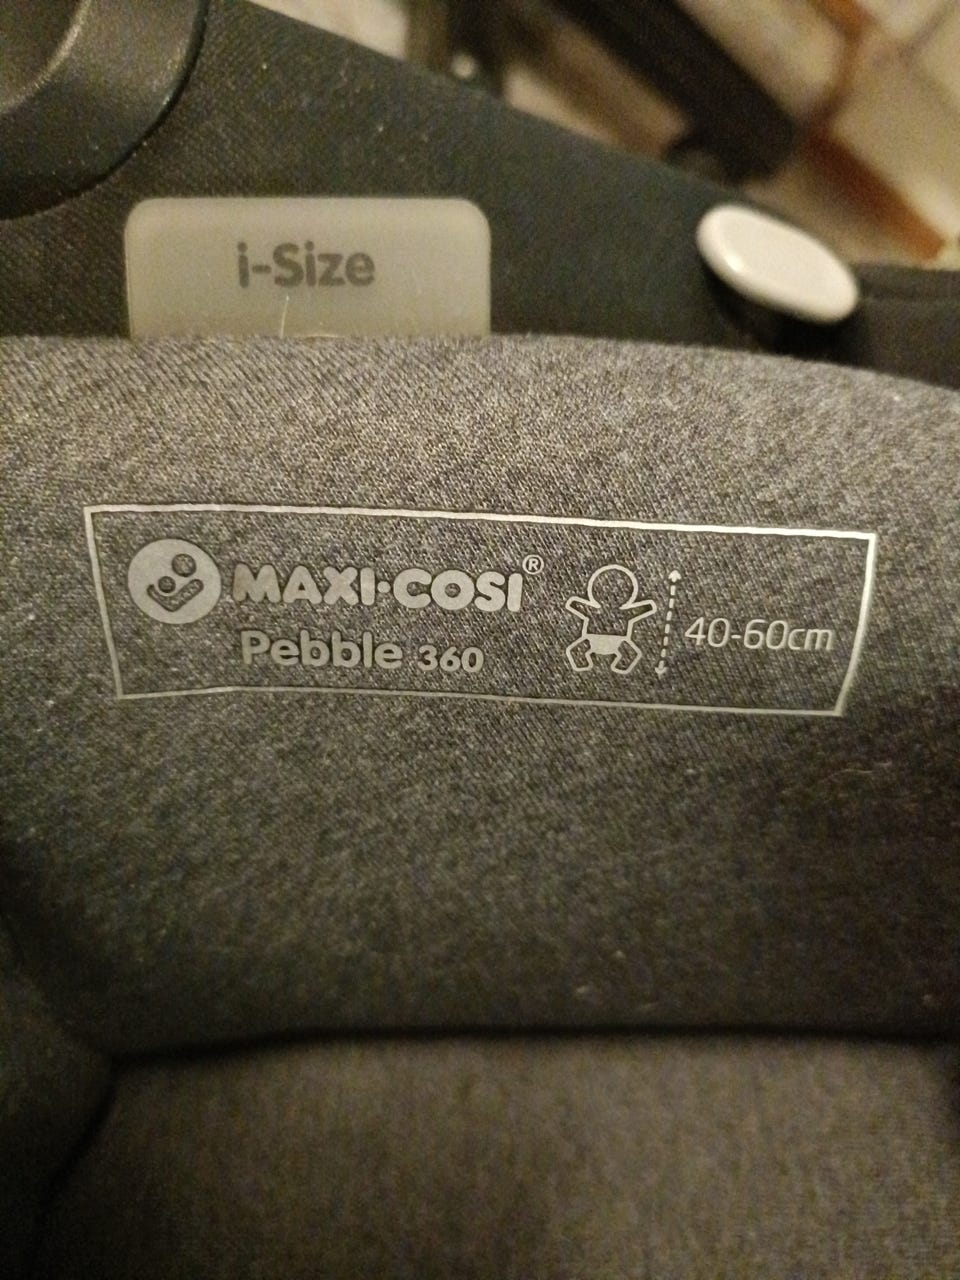 i-Size
MAXI·COSI®
Pebble 360
40-60cm